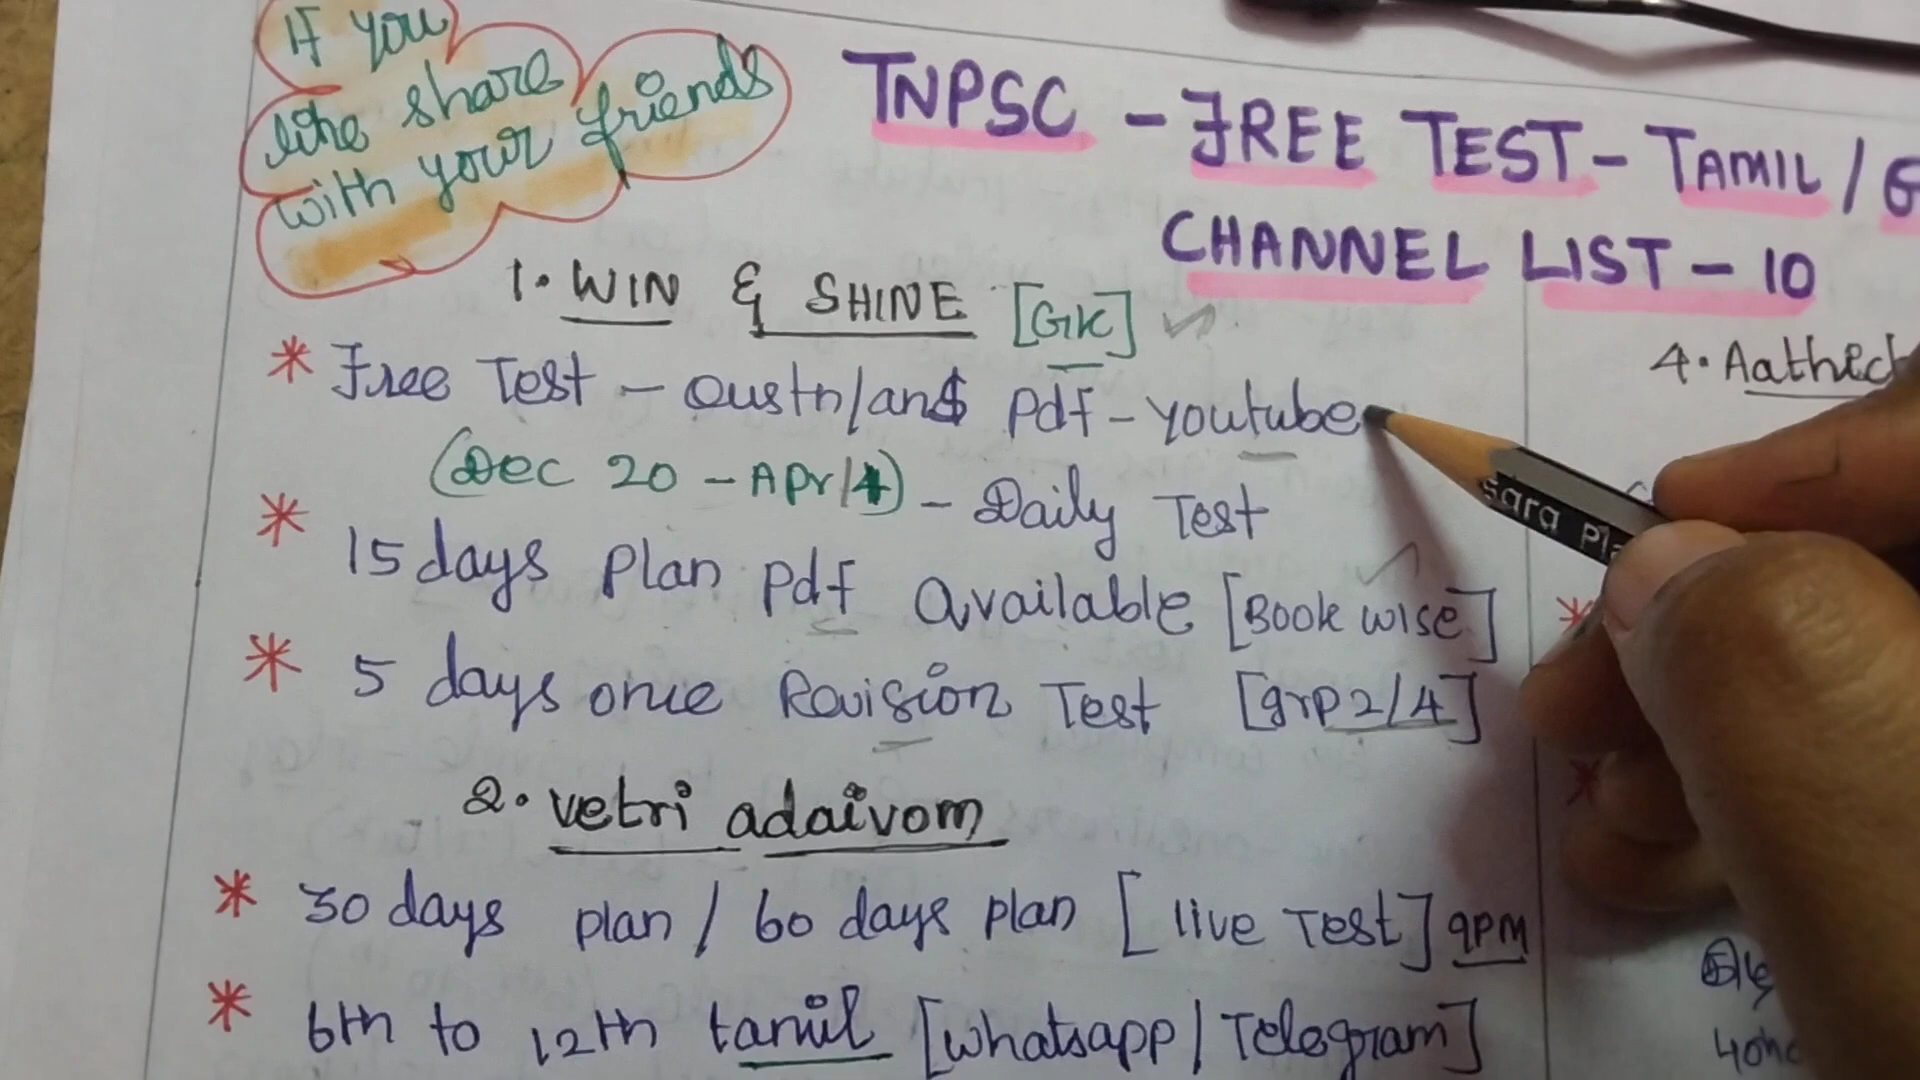 If you
like share
with your friends
TNPSC - FREE TEST - TAMIL / G
CHANNEL LIST - 10
1. WIN & SHINE [GK]
* Free Test - Qustn/ans Pdf - Youtube
(Dec 20 - Apr/4) - Daily Test
* 15 days Plan Pdf Available [Book wise]
* 5 days once Revision Test [grp 2/4]
2. vetri adaivom
* 30 days plan / 60 days plan [live Test] 9PM
* 6th to 12th tamil [Whatsapp / Telegram]
4. Aathich
sara Pla